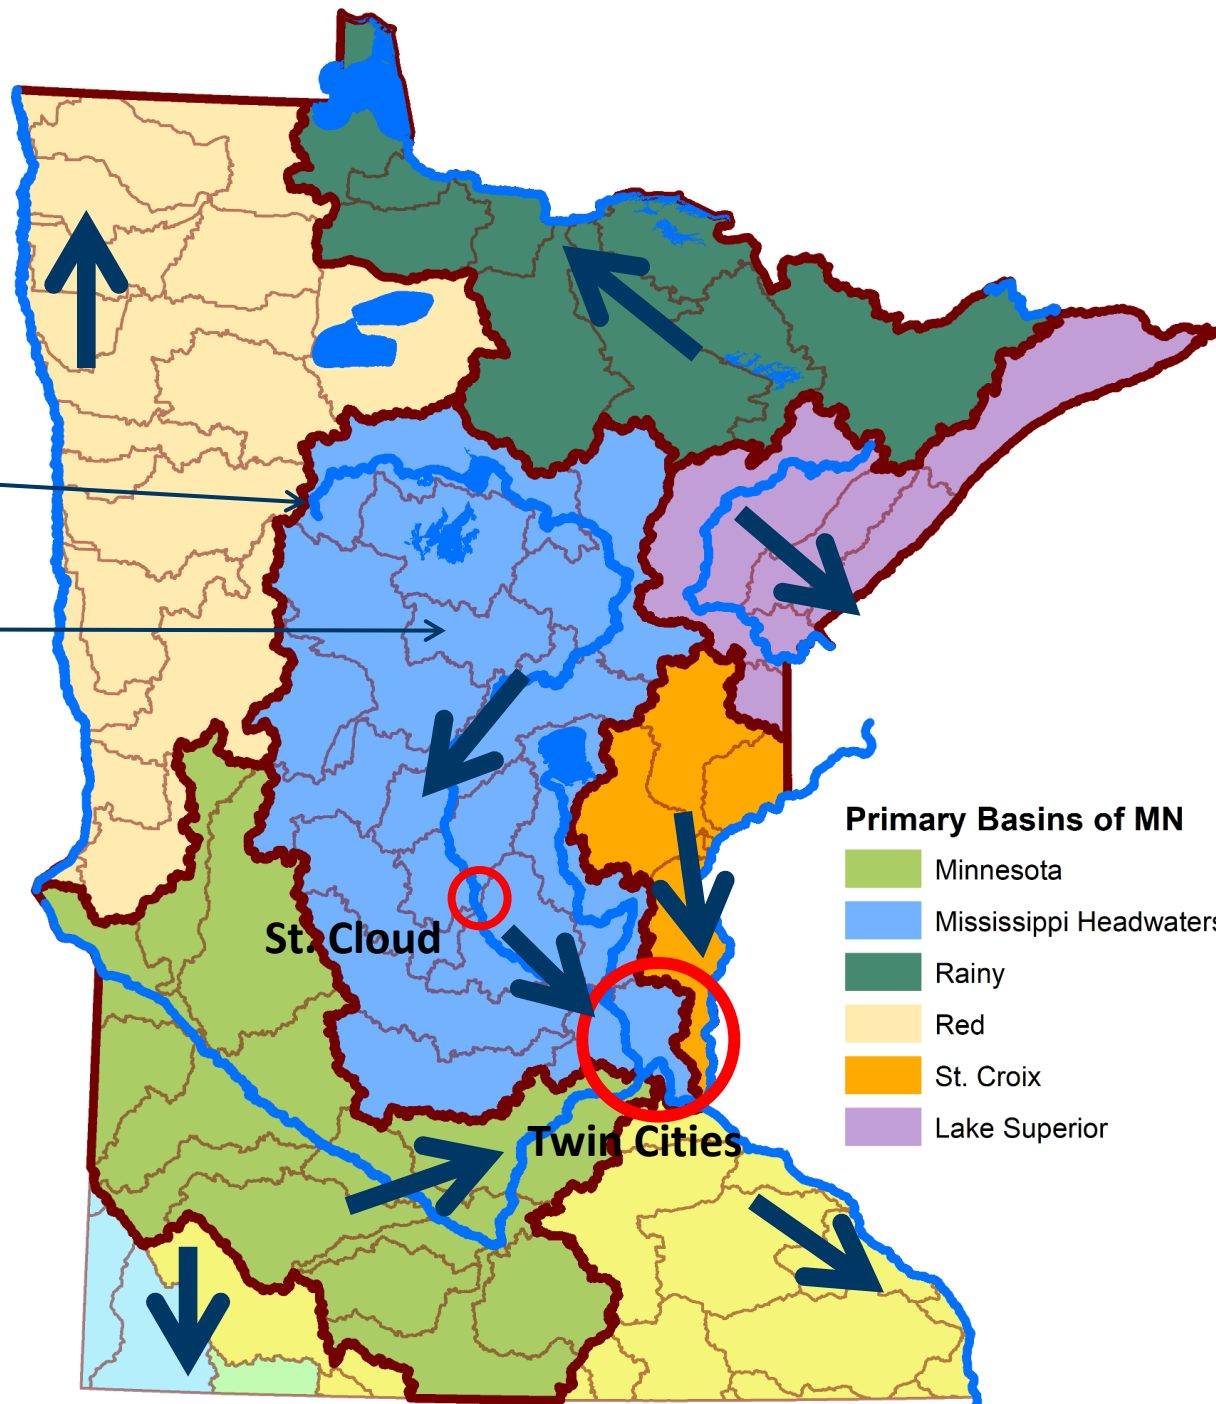 St. Cloud
Twin Cities
Primary Basins of MN
Minnesota
Mississippi Headwaters
Rainy
Red
St. Croix
Lake Superior